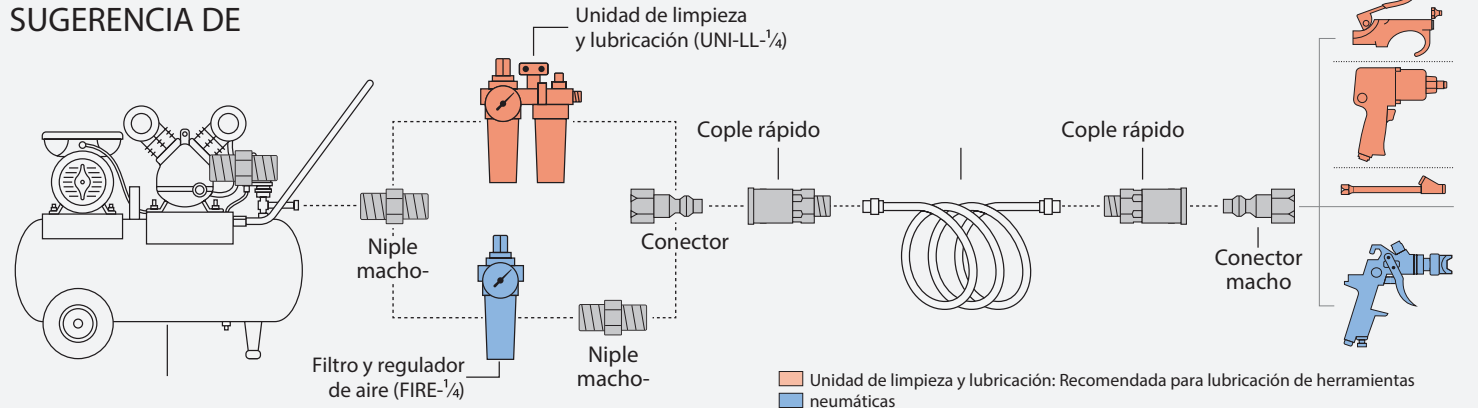 SUGERENCIA DE
Unidad de limpieza
y lubricación (UNI-LL-¼)
Cople rápido
Cople rápido
Niple
macho-
Conector
Conector
macho
Filtro y regulador
de aire (FIRE-¼)
Niple
macho-
Unidad de limpieza y lubricación: Recomendada para lubricación de herramientas
neumáticas